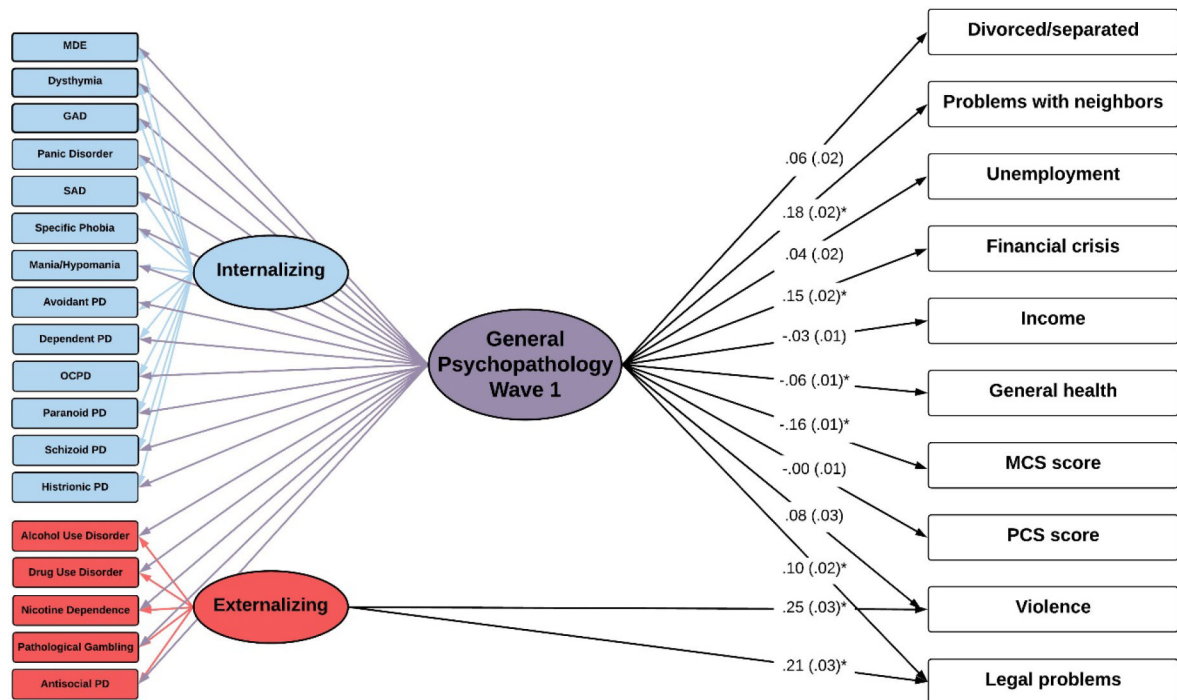 MDE
Dysthymia
GAD
Panic Disorder
SAD
Specific Phobia
Mania/Hypomania
Avoidant PD
Dependent PD
OCPD
Paranoid PD
Schizoid PD
Histrionic PD
Alcohol Use Disorder
Drug Use Disorder
Nicotine Dependence
Pathological Gambling
Antisocial PD
Internalizing
Externalizing
General
Psychopathology
Wave 1
.06 (.02)
.18 (.02)*
.04 (.02)
.15 (.02)*
-.03 (.01)
-.06 (.01)*
-.16 (.01)*
-.00 (.01)
.08 (.03)
.10 (.02)*
.25 (.03)*
.21 (.03)*
Divorced/separated
Problems with neighbors
Unemployment
Financial crisis
Income
General health
MCS score
PCS score
Violence
Legal problems